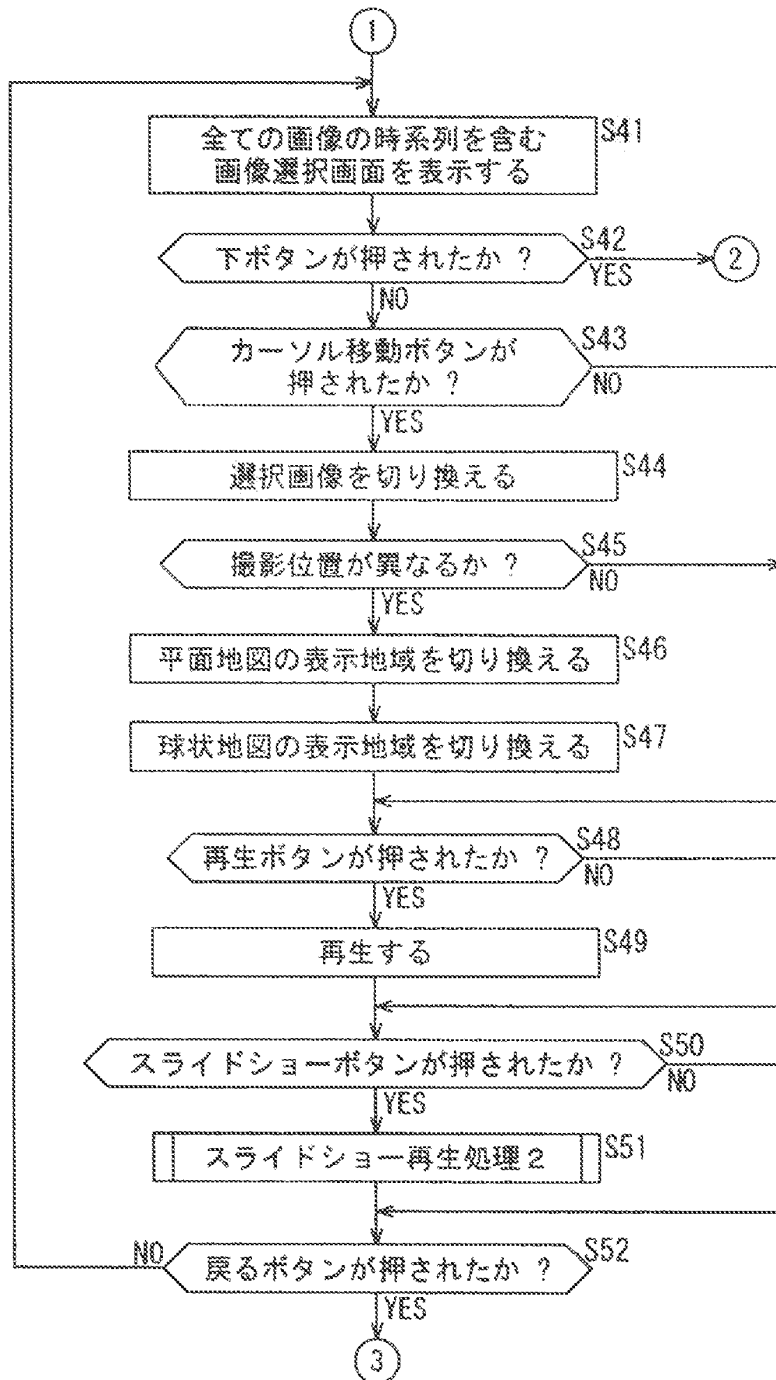 1
全ての画像の時系列を含む
画像選択画面を表示する
S41
下ボタンが押されたか ?
S42
YES
2
NO
カーソル移動ボタンが
押されたか ?
S43
NO
YES
選択画像を切り換える
S44
撮影位置が異なるか ?
S45
NO
YES
平面地図の表示地域を切り換える
S46
球状地図の表示地域を切り換える
S47
再生ボタンが押されたか ?
S48
NO
YES
再生する
S49
スライドショーボタンが押されたか ?
S50
NO
YES
スライドショー再生処理2
S51
NO
戻るボタンが押されたか ?
S52
YES
3